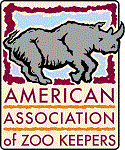 AMERICAN
ASSOCIATION
of ZOO KEEPERS